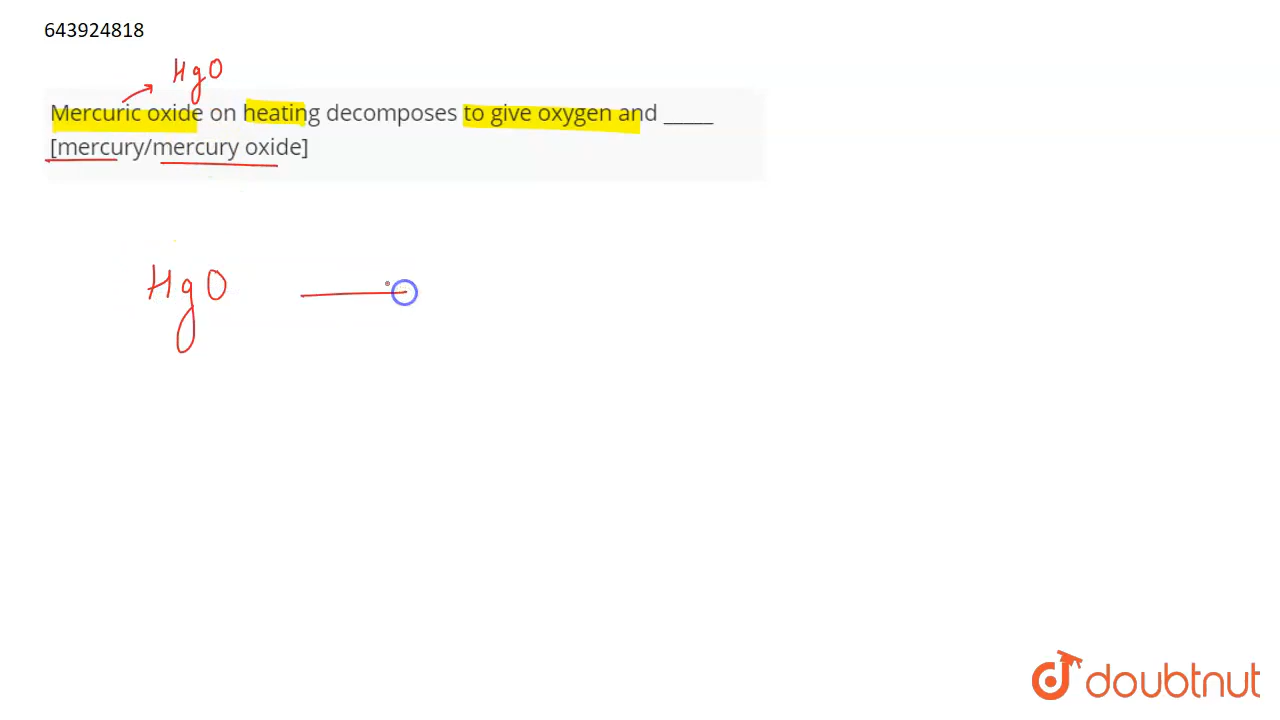 643924818
HgO
Mercuric oxide on heating decomposes to give oxygen and _____
[mercury/mercury oxide]
HgO
doubtnut